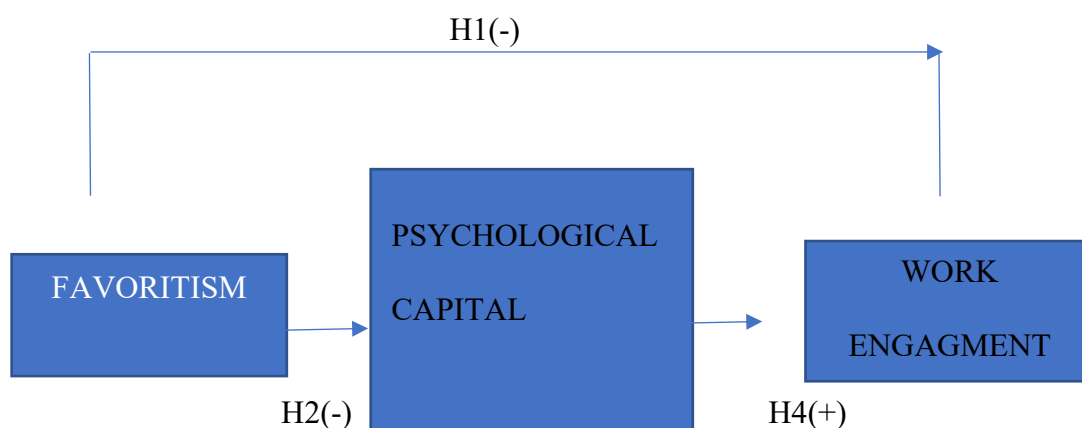 H1(-)
PSYCHOLOGICAL
CAPITAL
FAVORITISM
WORK
ENGAGMENT
H2(-)
H4(+)